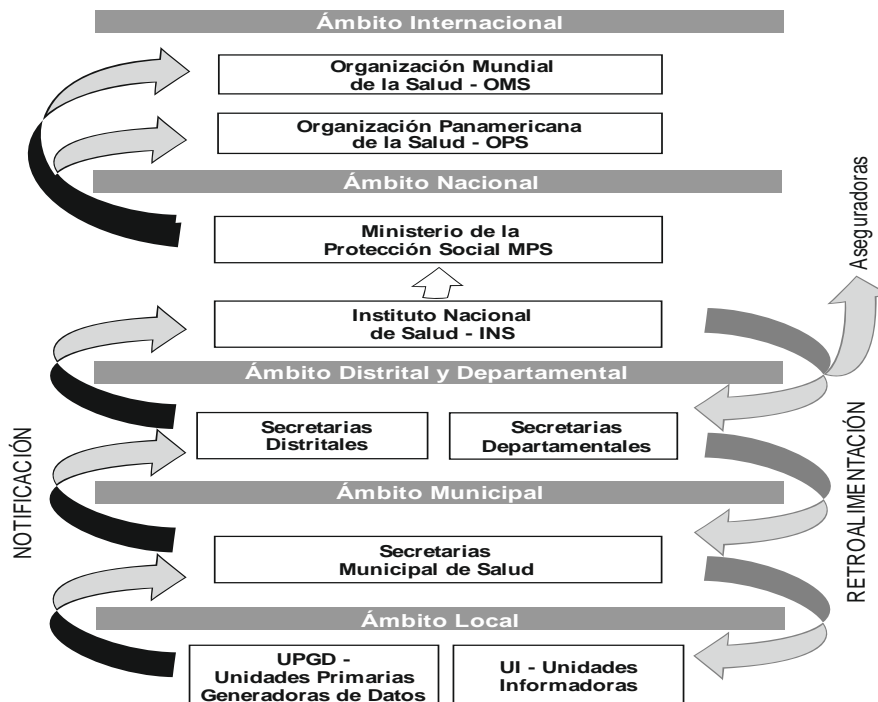 Ámbito Internacional
Organización Mundial
de la Salud - OMS
Organización Panamericana
de la Salud - OPS
Ámbito Nacional
Ministerio de la
Protección Social MPS
Aseguradoras
Instituto Nacional
de Salud - INS
Ámbito Distrital y Departamental
Secretarias
Distritales
Secretarias
Departamentales
NOTIFICACIÓN
RETROALIMENTACIÓN
Ámbito Municipal
Secretarias
Municipal de Salud
Ámbito Local
UPGD -
Unidades Primarias
Generadoras de Datos
UI - Unidades
Informadoras